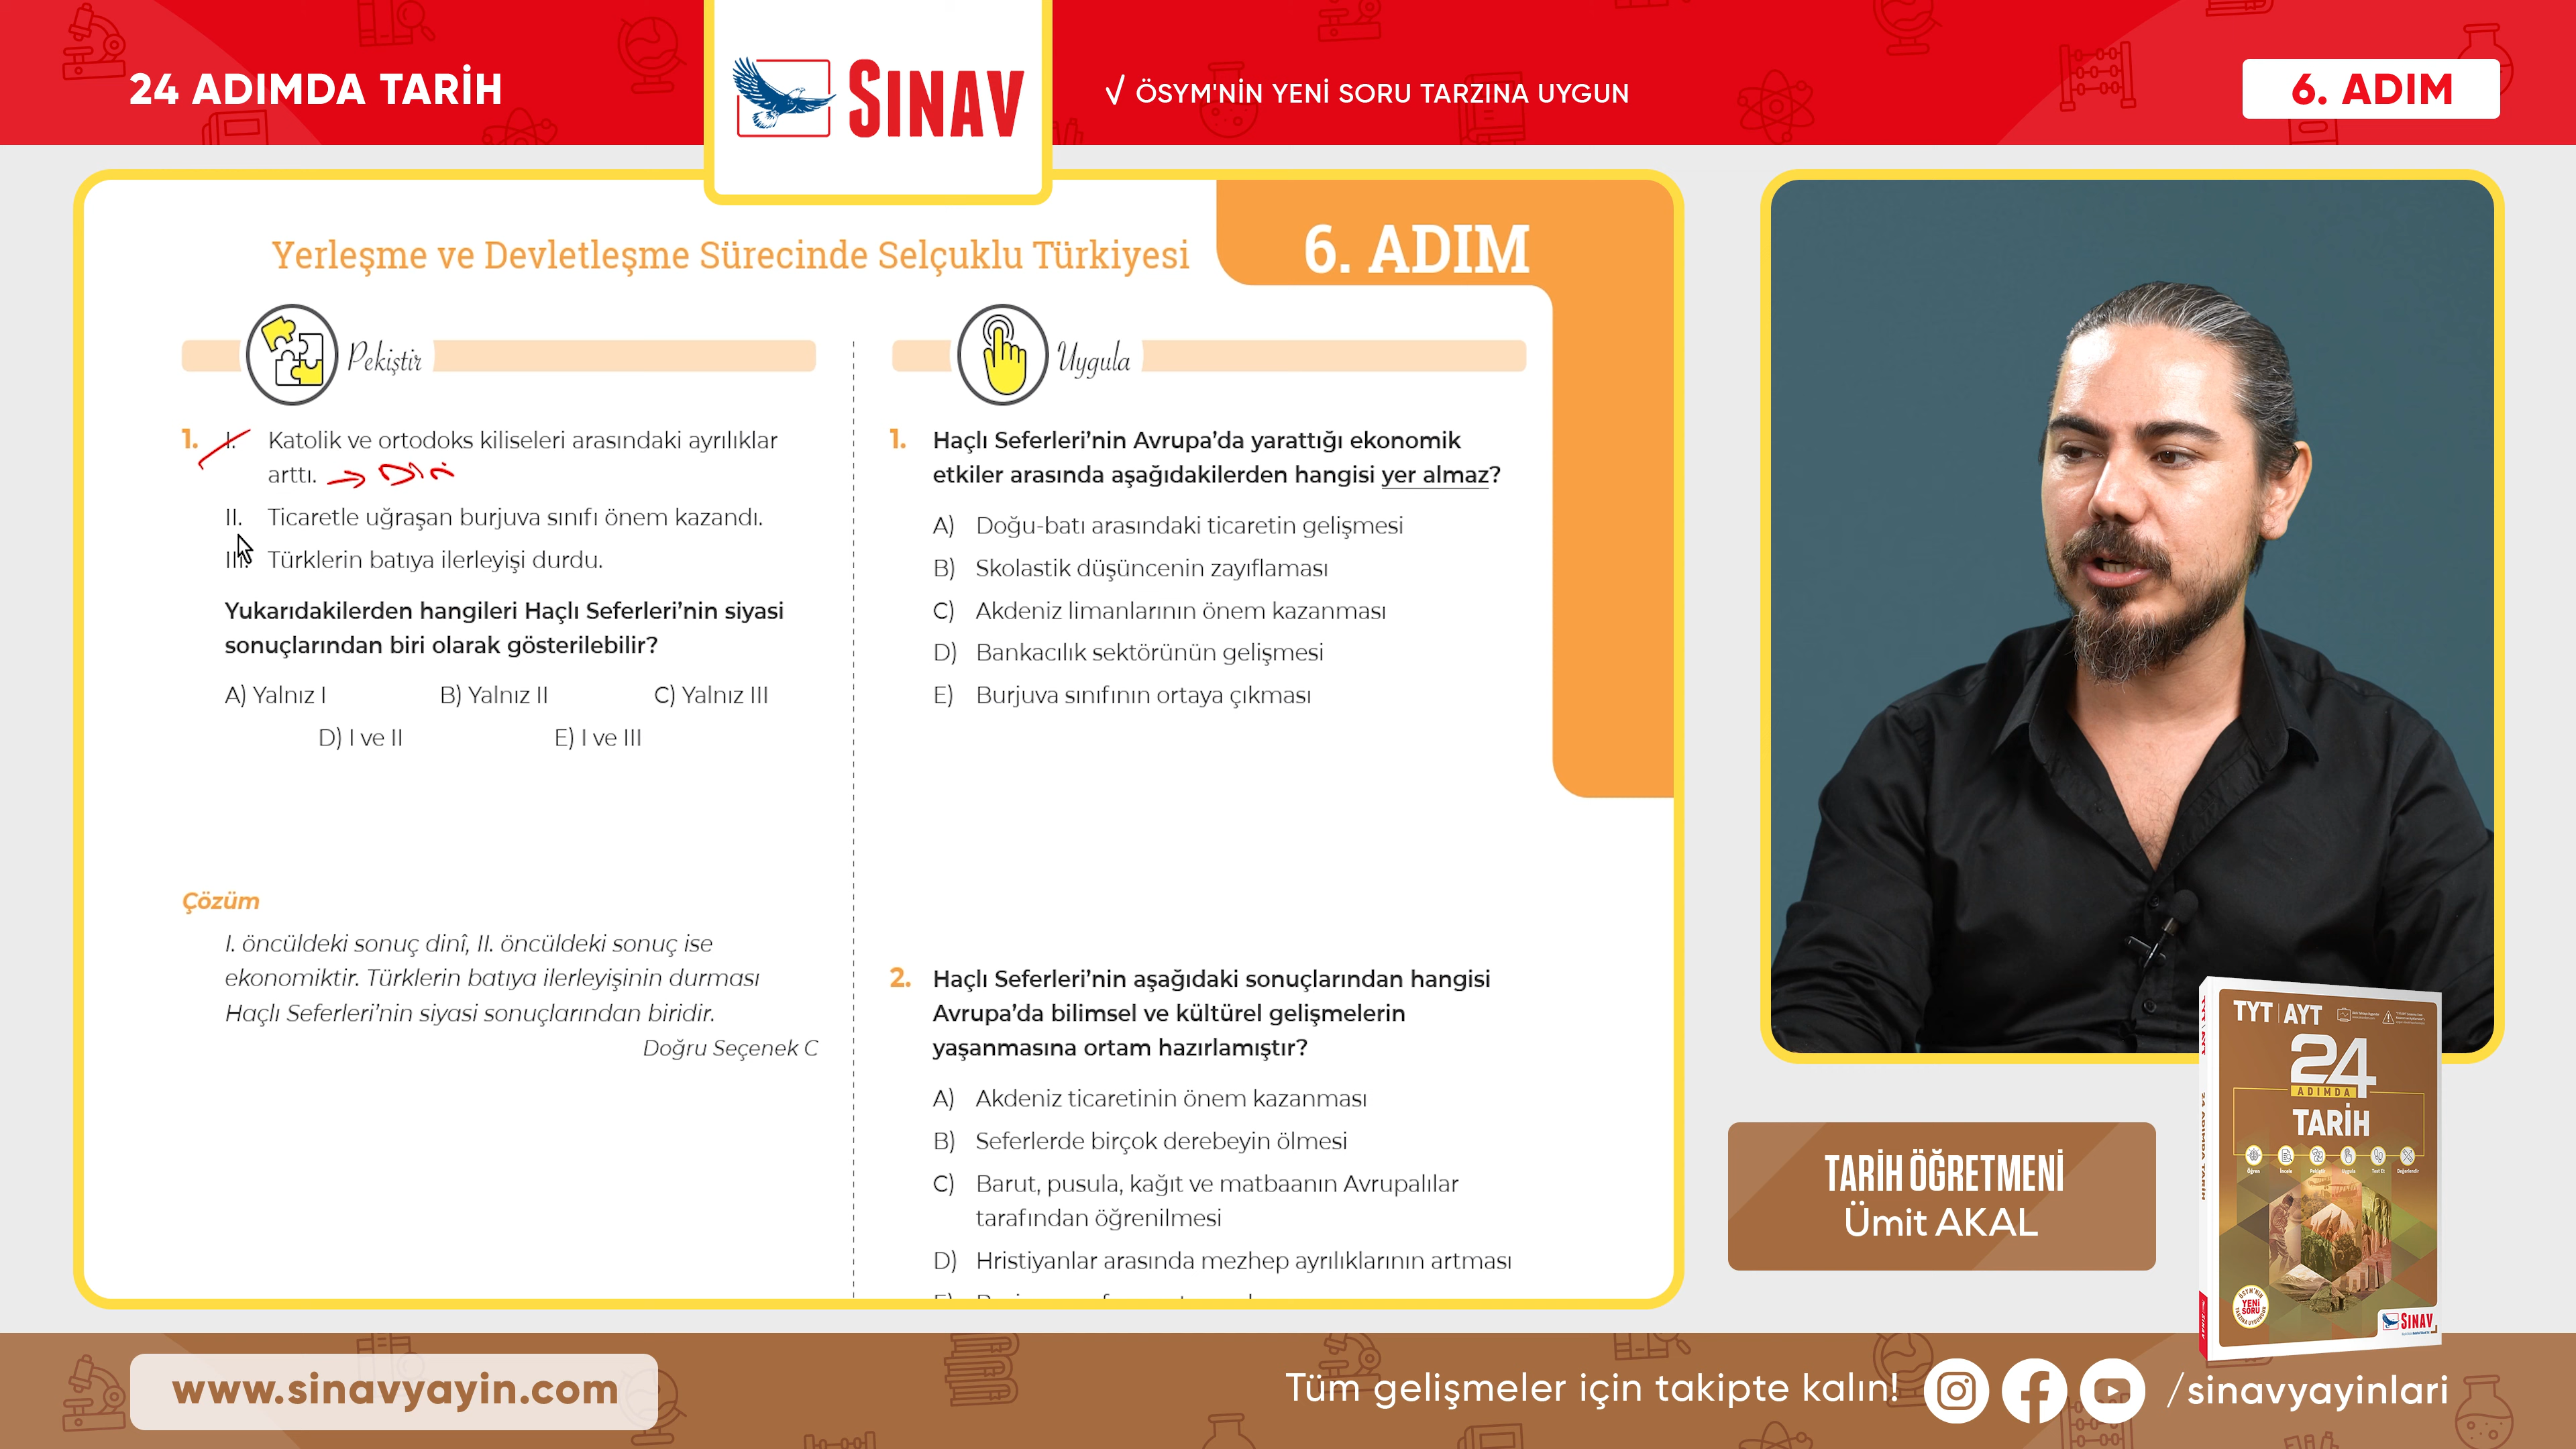 24 ADIMDA TARİH
SINAV
√ ÖSYM'NİN YENİ SORU TARZINA UYGUN
6. ADIM
Yerleşme ve Devletleşme Sürecinde Selçuklu Türkiyesi
6. ADIM
Pekiştir
1. I. Katolik ve ortodoks kiliseleri arasındaki ayrılıklar
arttı. → Dİn
II. Ticaretle uğraşan burjuva sınıfı önem kazandı.
III. Türklerin batıya ilerleyişi durdu.
Yukarıdakilerden hangileri Haçlı Seferleri’nin siyasi
sonuçlarından biri olarak gösterilebilir?
A) Yalnız I B) Yalnız II C) Yalnız III
D) I ve II E) I ve III
Çözüm
I. öncüldeki sonuç dinî, II. öncüldeki sonuç ise
ekonomiktir. Türklerin batıya ilerleyişinin durması
Haçlı Seferleri’nin siyasi sonuçlarından biridir.
Doğru Seçenek C
Uygula
1. Haçlı Seferleri’nin Avrupa’da yarattığı ekonomik
etkiler arasında aşağıdakilerden hangisi yer almaz?
A) Doğu-batı arasındaki ticaretin gelişmesi
B) Skolastik düşüncenin zayıflaması
C) Akdeniz limanlarının önem kazanması
D) Bankacılık sektörünün gelişmesi
E) Burjuva sınıfının ortaya çıkması
2. Haçlı Seferleri’nin aşağıdaki sonuçlarından hangisi
Avrupa’da bilimsel ve kültürel gelişmelerin
yaşanmasına ortam hazırlamıştır?
A) Akdeniz ticaretinin önem kazanması
B) Seferlerde birçok derebeyin ölmesi
C) Barut, pusula, kağıt ve matbaanın Avrupalılar
tarafından öğrenilmesi
D) Hristiyanlar arasında mezhep ayrılıklarının artması
TARİH ÖĞRETMENİ
Ümit AKAL
TYT | AYT
24
ADIMDA
TARİH
ÖSYM'NİN
YENİ
SORU
SINAV
www.sinavyayin.com
Tüm gelişmeler için takipte kalın!
/sinavyayinlari